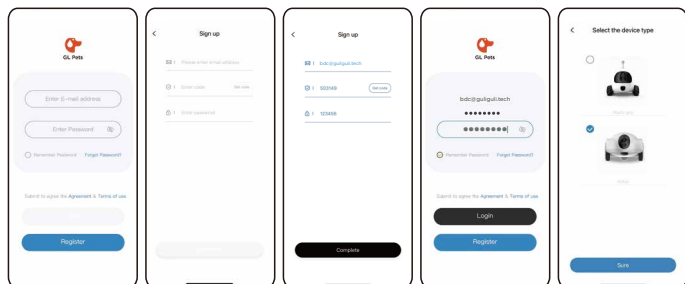 GL Pets
Enter E-mail address
Enter Password
Remember Password Forgot Password?
Submit to agree the Agreement & Terms of use
Register
Sign up
Please enter email address
Enter code Get now
Enter password
Sign up
bdc@guliguli.tech
Get code
123456
Complete
GL Pets
bdc@guliguli.tech
Remember Password Forgot Password?
Submit to agree the Agreement & Terms of use
Login
Register
Select the device type
Sure